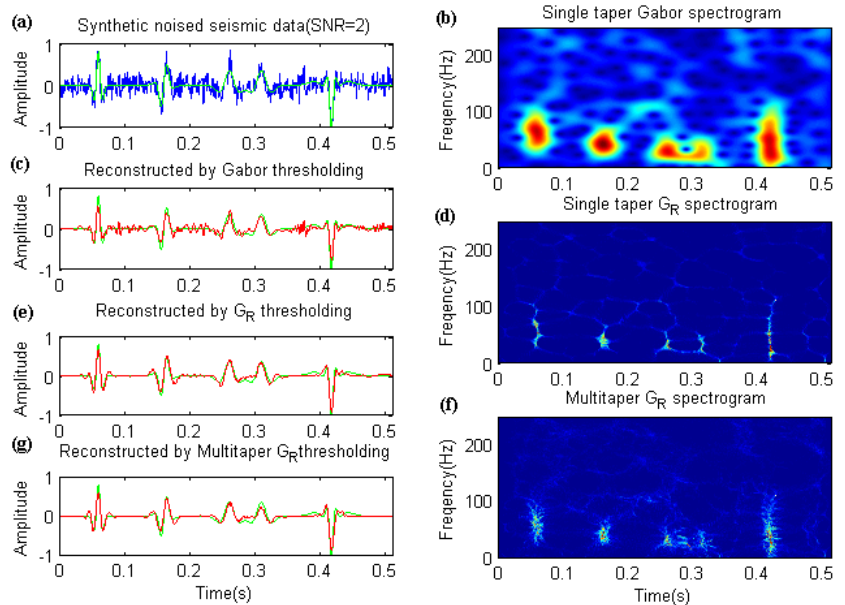 (a)
Synthetic noised seismic data(SNR=2)
Amplitude
1
0
-1
0 0.1 0.2 0.3 0.4 0.5
(b)
Single taper Gabor spectrogram
Freqency(Hz)
200
100
0
0 0.1 0.2 0.3 0.4 0.5
(c)
Reconstructed by Gabor thresholding
Amplitude
1
0
-1
0 0.1 0.2 0.3 0.4 0.5
(d)
Single taper GR spectrogram
Freqency(Hz)
200
100
0
0 0.1 0.2 0.3 0.4 0.5
(e)
Reconstructed by GR thresholding
Amplitude
1
0
-1
0 0.1 0.2 0.3 0.4 0.5
(f)
Multitaper GR spectrogram
Freqency(Hz)
200
100
0
0 0.1 0.2 0.3 0.4 0.5
Time(s)
(g)
Reconstructed by Multitaper GRthresholding
Amplitude
1
0
-1
0 0.1 0.2 0.3 0.4 0.5
Time(s)